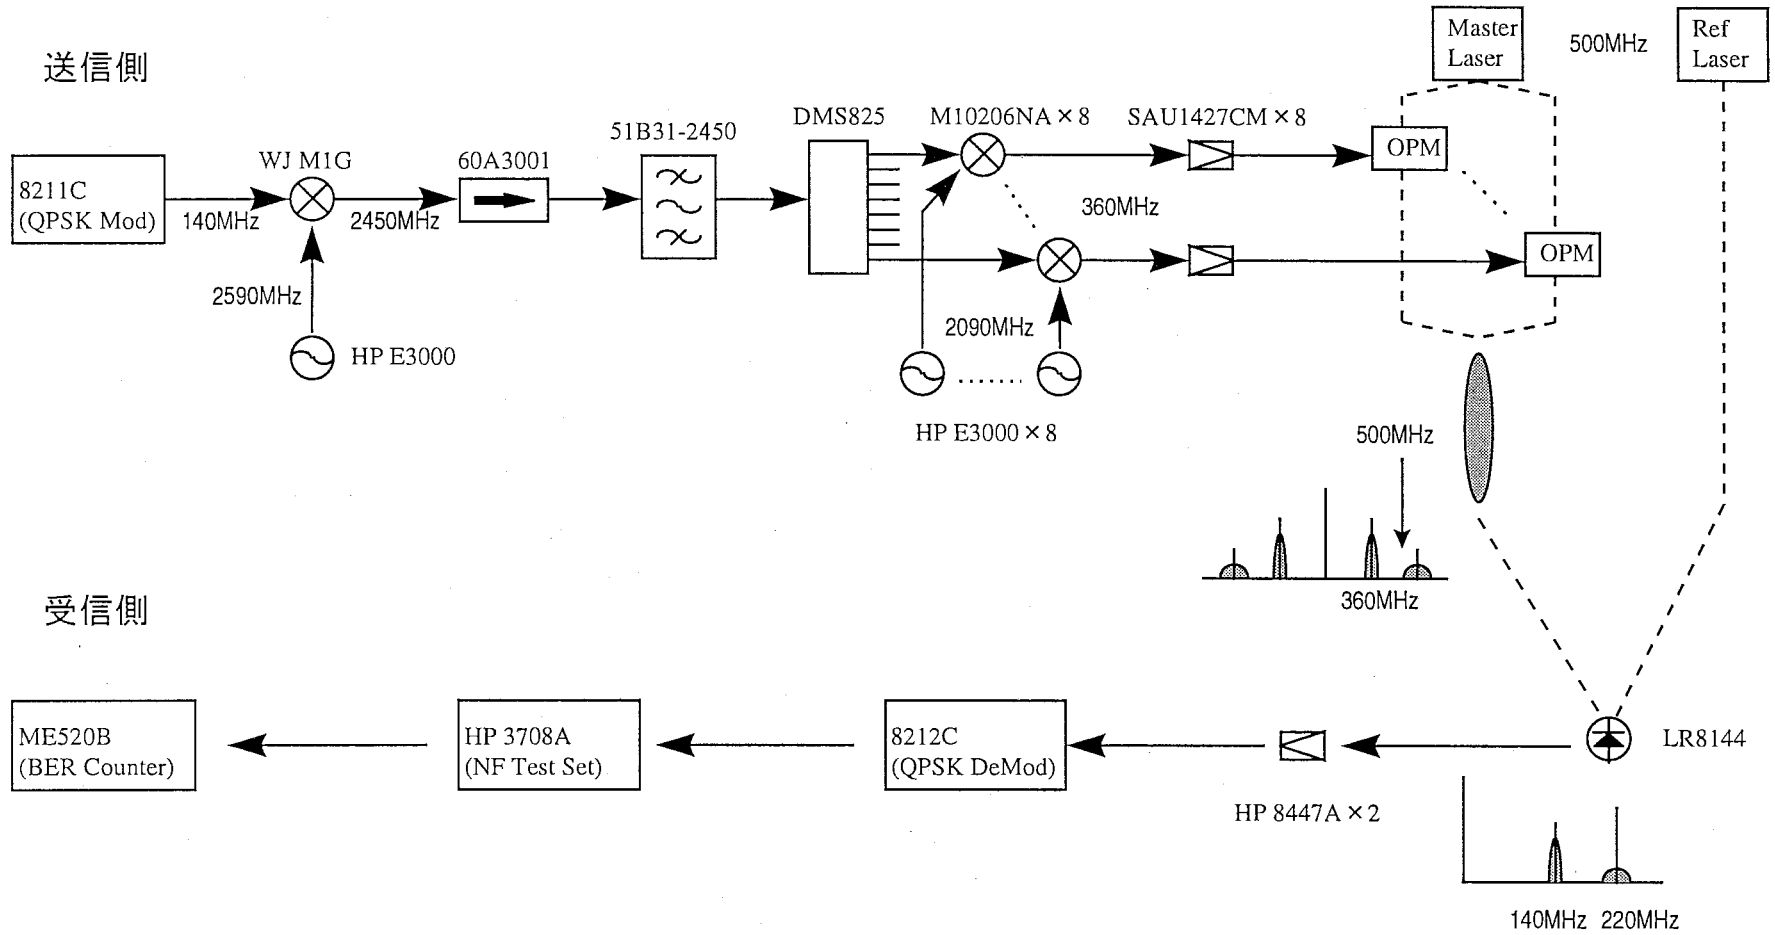 送信側
8211C
(QPSK Mod)
140MHz
WJ M1G
2450MHz
2590MHz
HP E3000
60A3001
51B31-2450
DMS825
M10206NA × 8
360MHz
2090MHz
HP E3000 × 8
SAU1427CM × 8
OPM
OPM
Master
Laser
500MHz
Ref
Laser
500MHz
360MHz
受信側
ME520B
(BER Counter)
HP 3708A
(NF Test Set)
8212C
(QPSK DeMod)
HP 8447A × 2
LR8144
140MHz 220MHz